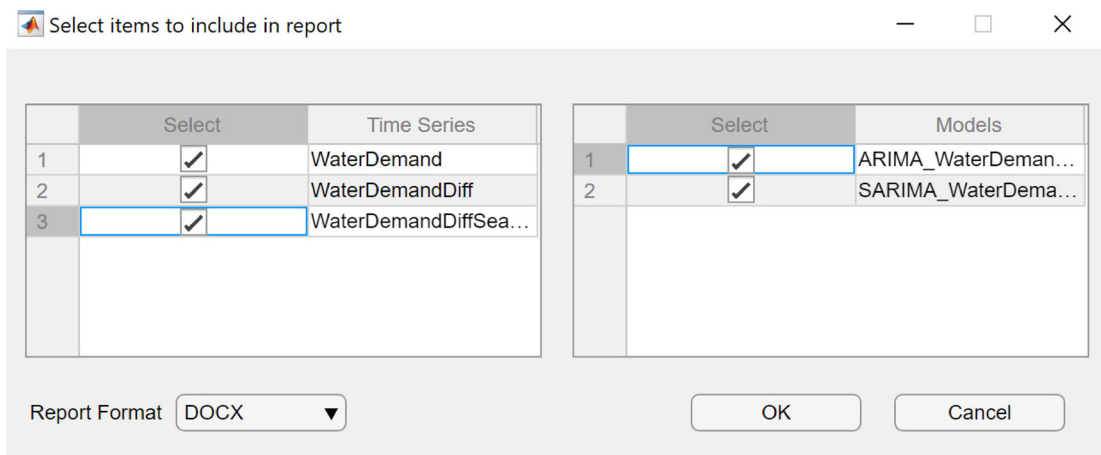 Select items to include in report
Select Time Series
1 WaterDemand
2 WaterDemandDiff
3 WaterDemandDiffSea...
Select Models
1 ARIMA_WaterDeman...
2 SARIMA_WaterDema...
Report Format DOCX
OK Cancel